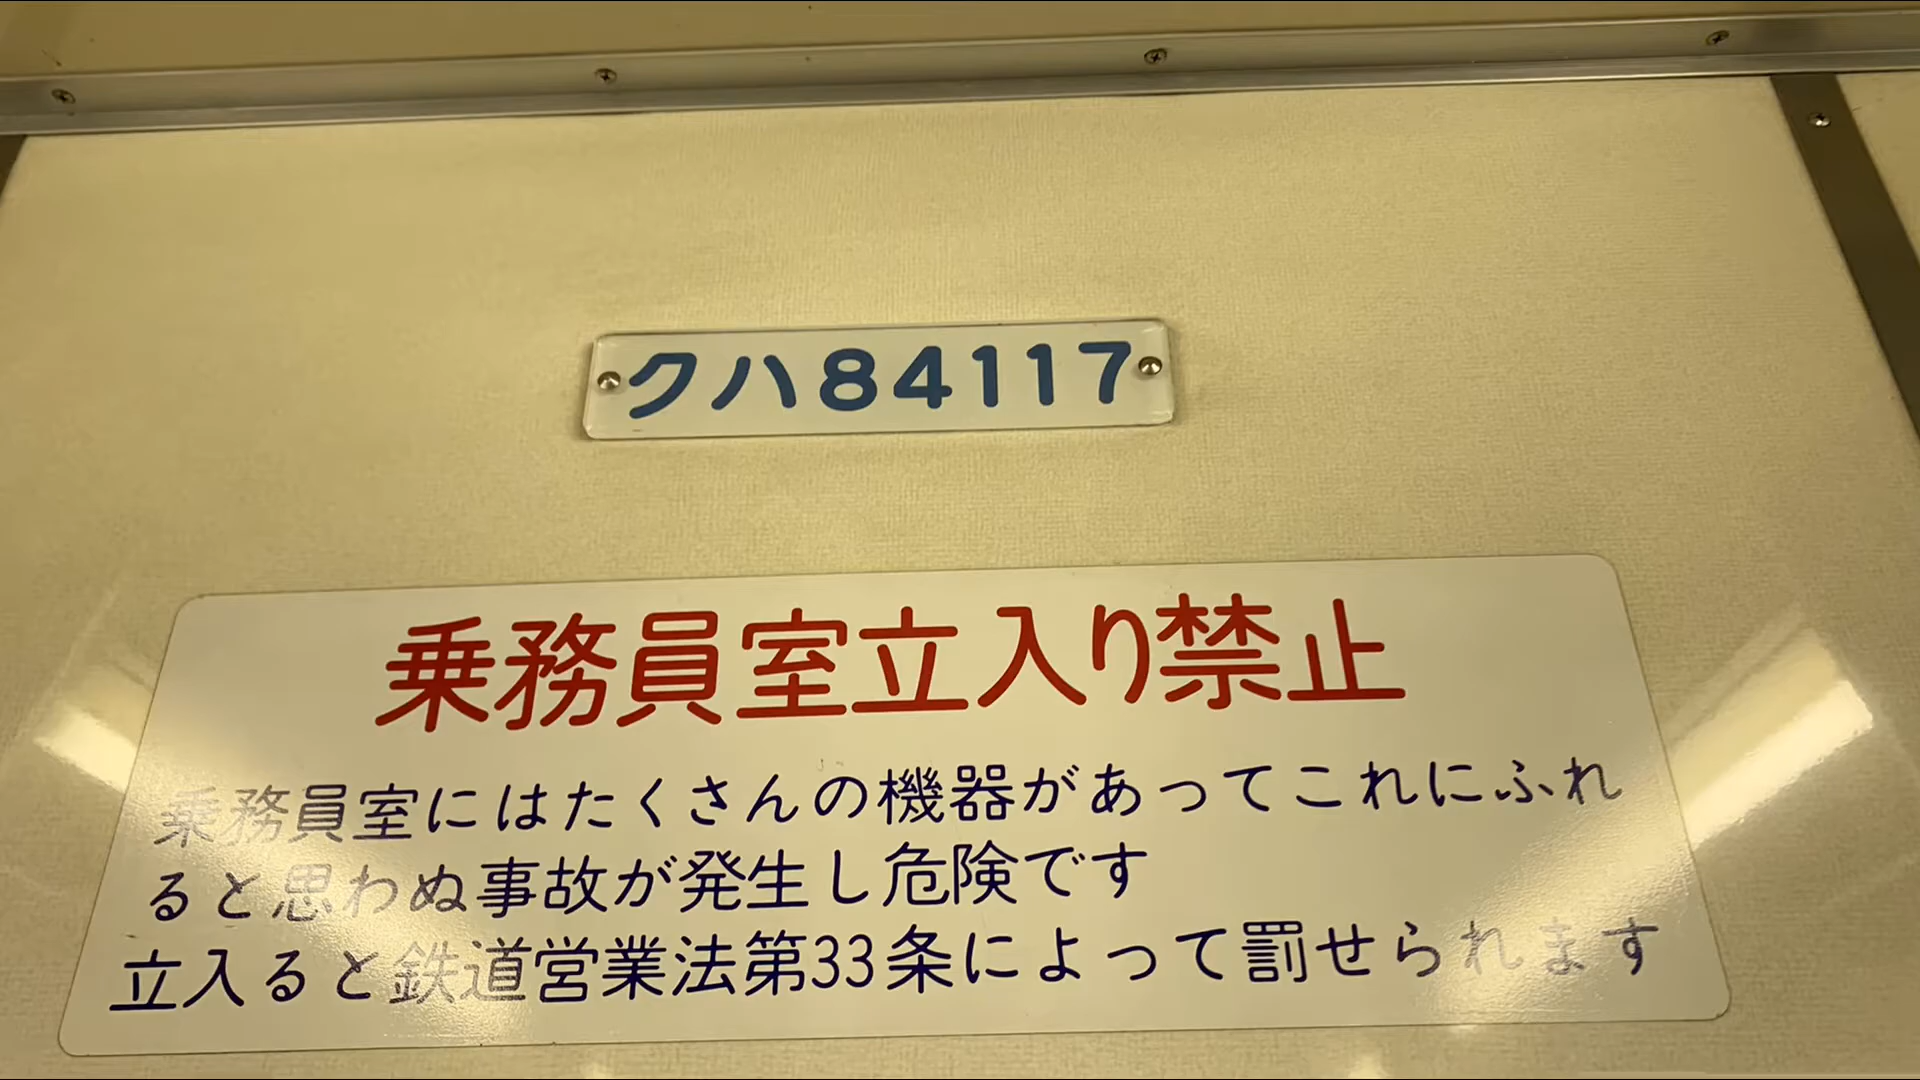 クハ84117
乗務員室立入り禁止
乗務員室にはたくさんの機器があってこれにふれ
ると思わぬ事故が発生し危険です
立入ると鉄道営業法第33条によって罰せられます